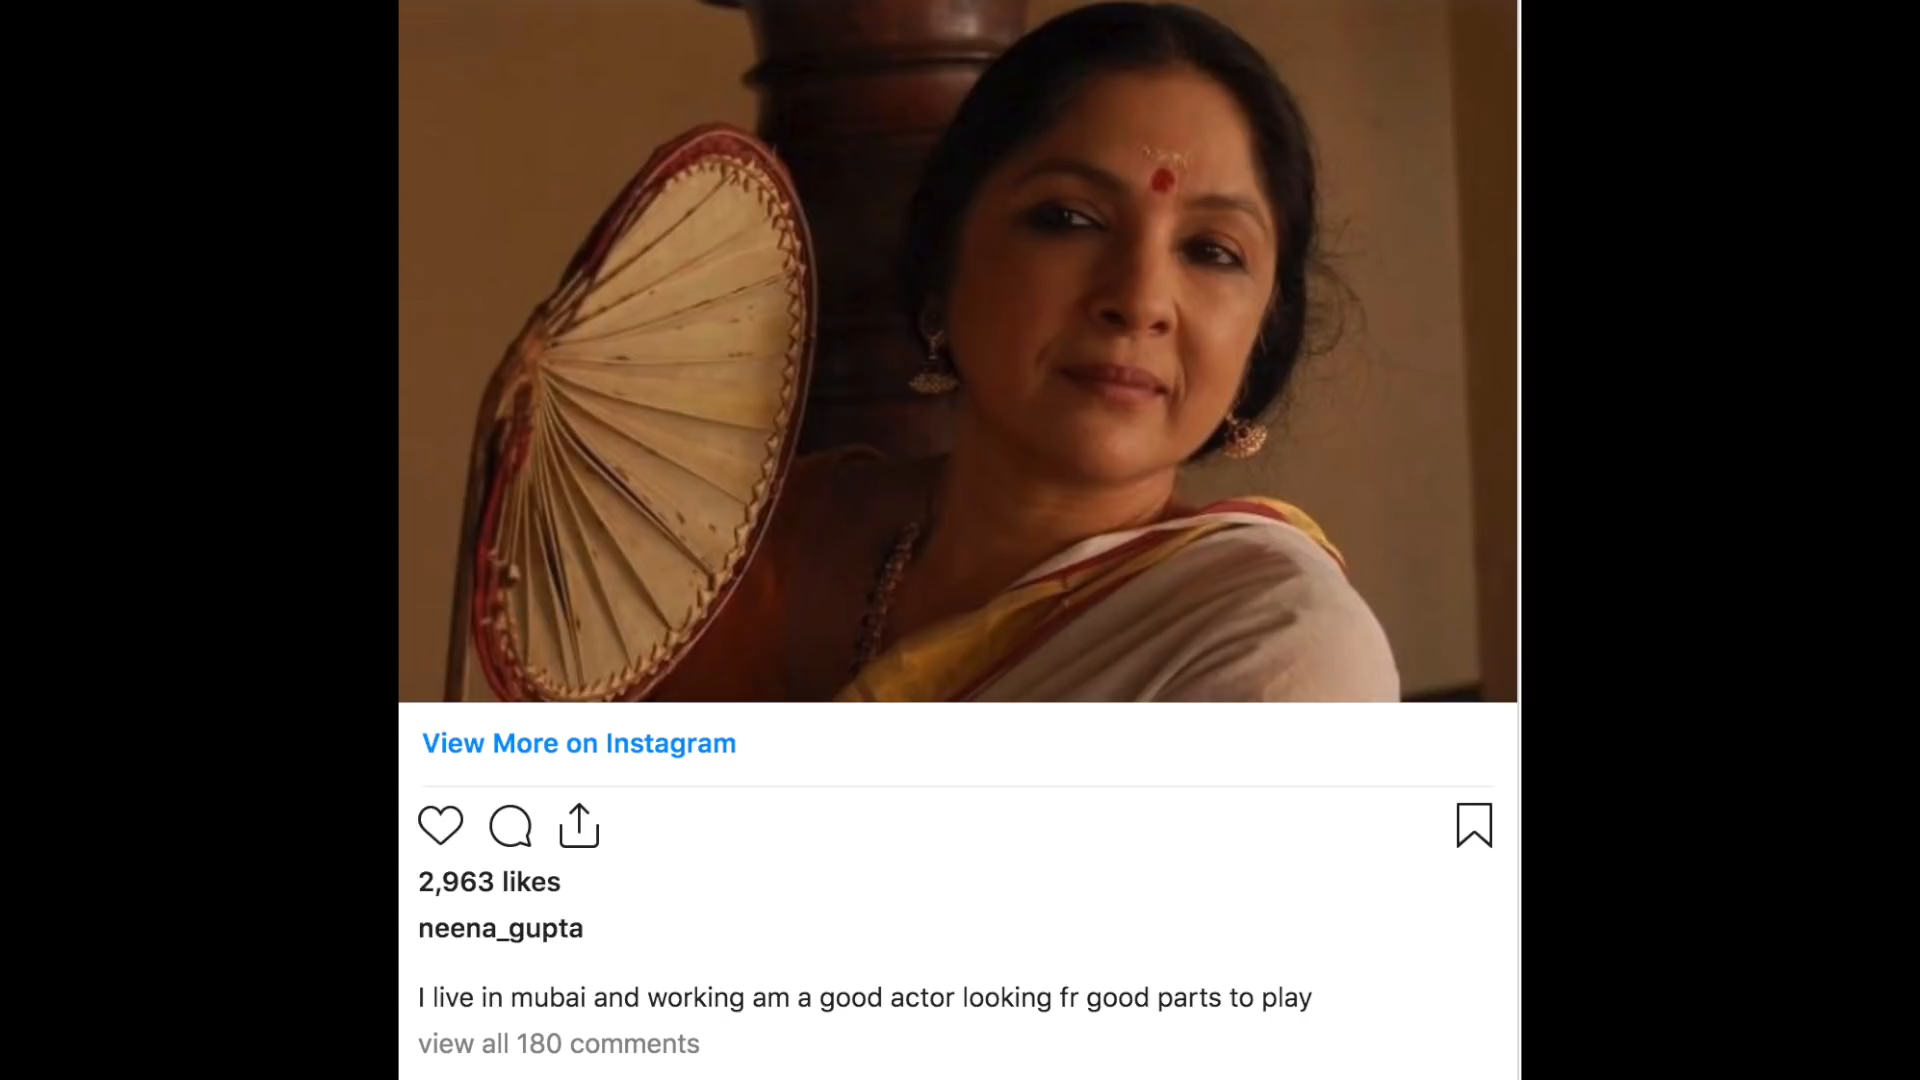 View More on Instagram
2,963 likes
neena_gupta
I live in mubai and working am a good actor looking fr good parts to play
view all 180 comments